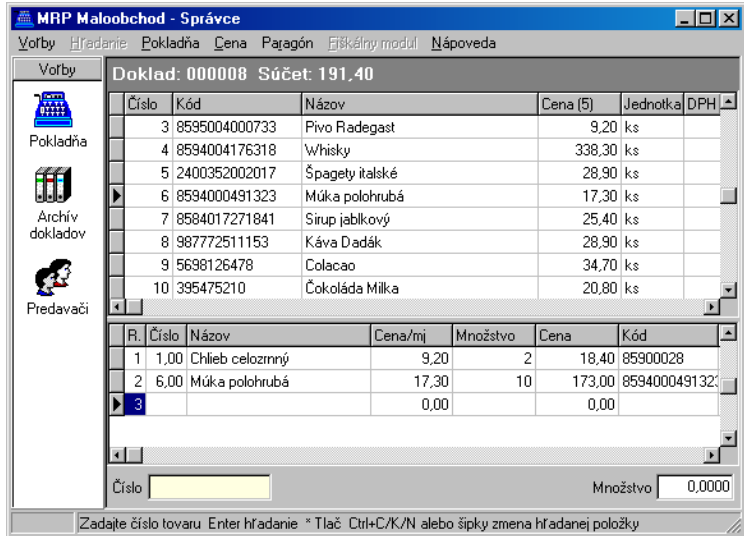 MRP Maloobchod - Správce
Voľby Hľadanie Pokladňa Cena Paragón Fiškálny modul Nápoveda
Voľby
Pokladňa
Archív
dokladov
Predavači
Doklad: 000008 Súčet: 191,40
Číslo Kód Názov Cena (5) Jednotka DPH
3 8595004000733 Pivo Radegast 9,20 ks
4 8594004176318 Whisky 338,30 ks
5 2400352002017 Špagety italské 28,90 ks
6 8594000491323 Múka polohrubá 17,30 ks
7 8584017271841 Sirup jablkový 25,40 ks
8 987772511153 Káva Dadák 28,90 ks
9 5698126478 Colacao 34,70 ks
10 395475210 Čokoláda Milka 20,80 ks
R. Číslo Názov Cena/mj Množstvo Cena Kód
1 1,00 Chlieb celozrnný 9,20 2 18,40 85900028
2 6,00 Múka polohrubá 17,30 10 173,00 8594000491323
3 0,00 0,00
Číslo Množstvo 0,0000
Zadajte číslo tovaru Enter hľadanie * Tlač Ctrl+C/K/N alebo šipky zmena hľadanej položky